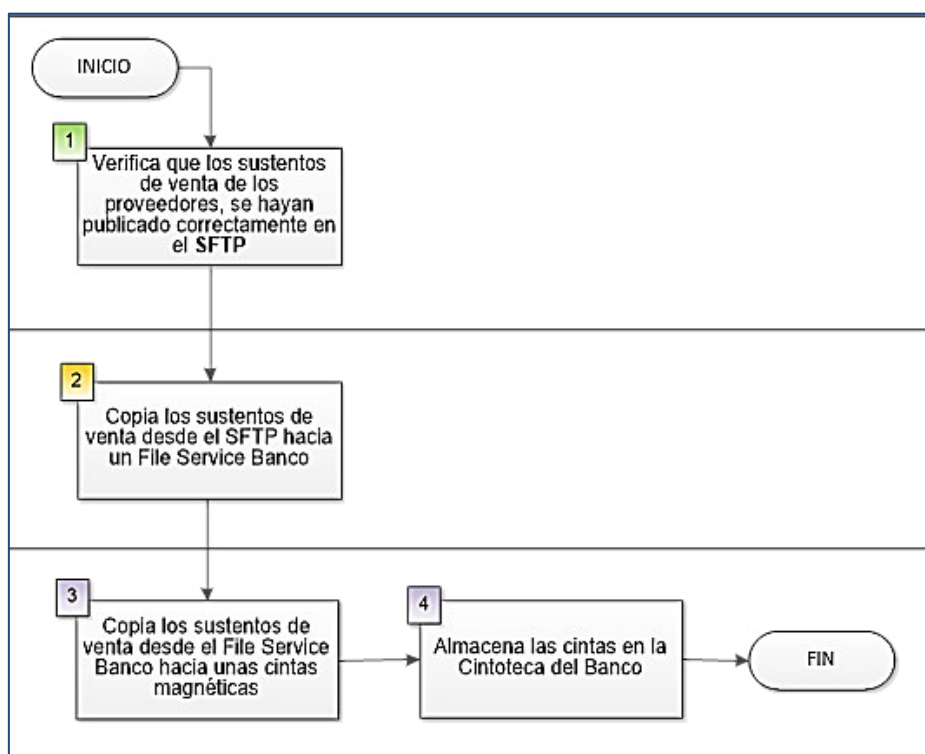 INICIO
1
Verifica que los sustentos
de venta de los
proveedores, se hayan
publicado correctamente en
el SFTP
2
Copia los sustentos de
venta desde el SFTP hacia
un File Service Banco
3
Copia los sustentos de
venta desde el File Service
Banco hacia unas cintas
magnéticas
4
Almacena las cintas en la
Cintoteca del Banco
FIN